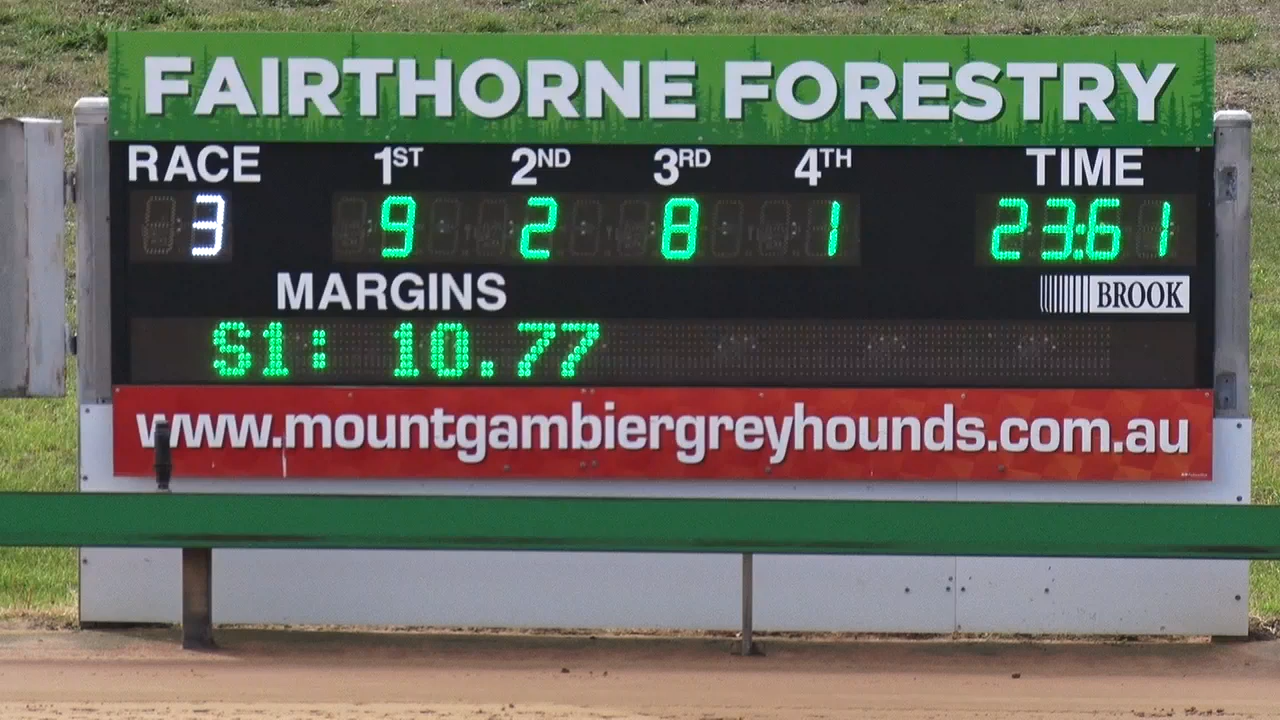 FAIRTHORNE FORESTRY
RACE 1ST 2ND 3RD 4TH TIME
3 9 2 8 1 23:61
MARGINS
BROOK
S1: 10.77
www.mountgambiergreyhounds.com.au